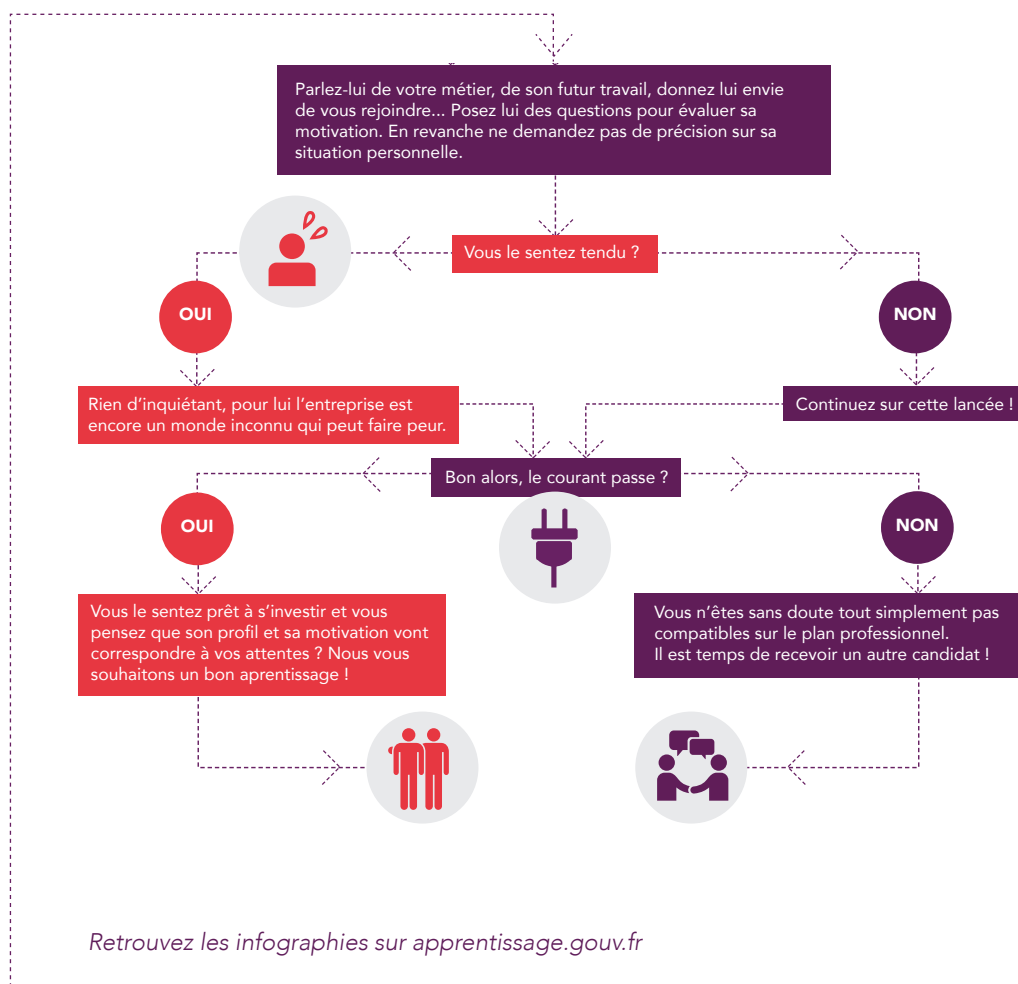 Parlez-lui de votre métier, de son futur travail, donnez lui envie
de vous rejoindre... Posez lui des questions pour évaluer sa
motivation. En revanche ne demandez pas de précision sur sa
situation personnelle.
Vous le sentez tendu ?
OUI
NON
Rien d'inquiétant, pour lui l'entreprise est
encore un monde inconnu qui peut faire peur.
Continuez sur cette lancée !
Bon alors, le courant passe ?
OUI
NON
Vous le sentez prêt à s'investir et vous
pensez que son profil et sa motivation vont
correspondre à vos attentes ? Nous vous
souhaitons un bon aprentissage !
Vous n'êtes sans doute tout simplement pas
compatibles sur le plan professionnel.
Il est temps de recevoir un autre candidat !
Retrouvez les infographies sur apprentissage.gouv.fr